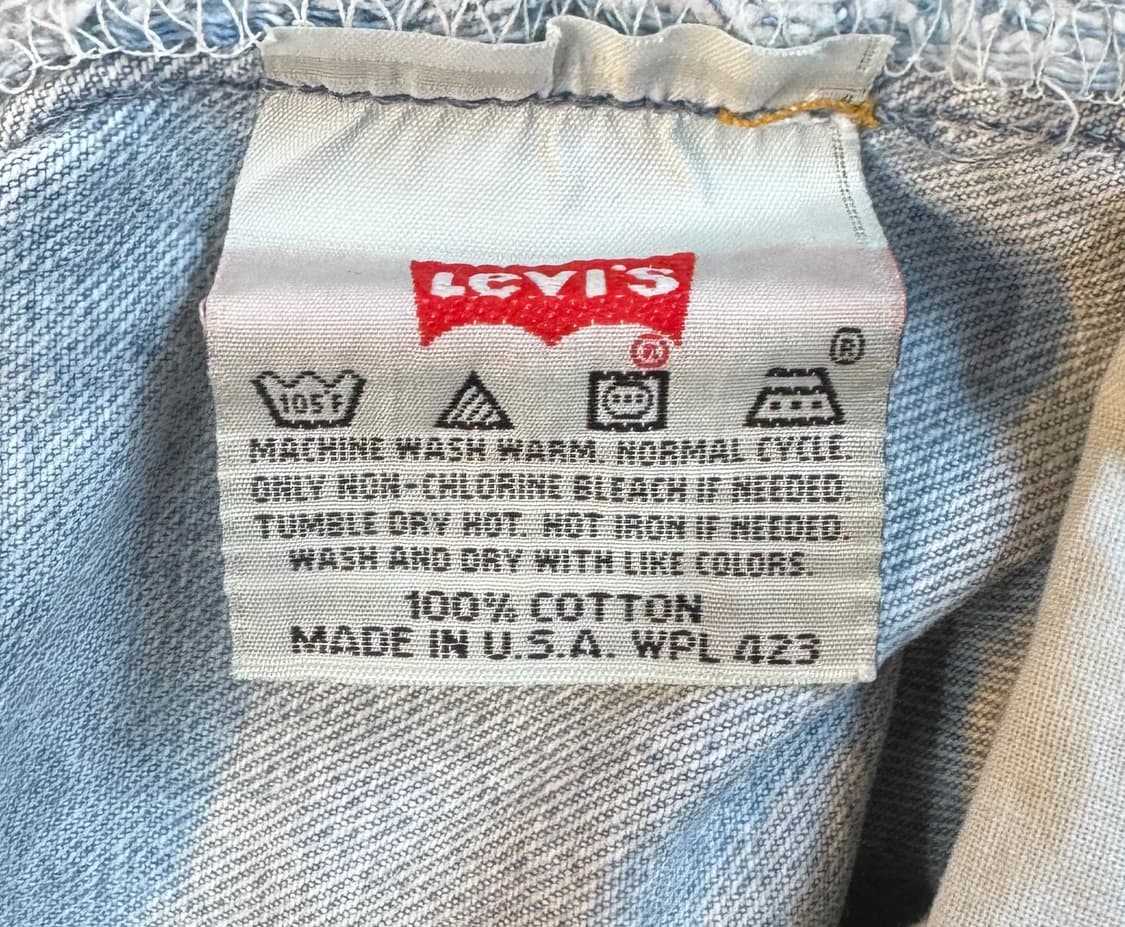 LEVI'S
®
®
105°F
MACHINE WASH WARM. NORMAL CYCLE.
ONLY NON-CHLORINE BLEACH IF NEEDED.
TUMBLE DRY HOT. HOT IRON IF NEEDED.
WASH AND DRY WITH LIKE COLORS.
100% COTTON
MADE IN U.S.A. WPL 423